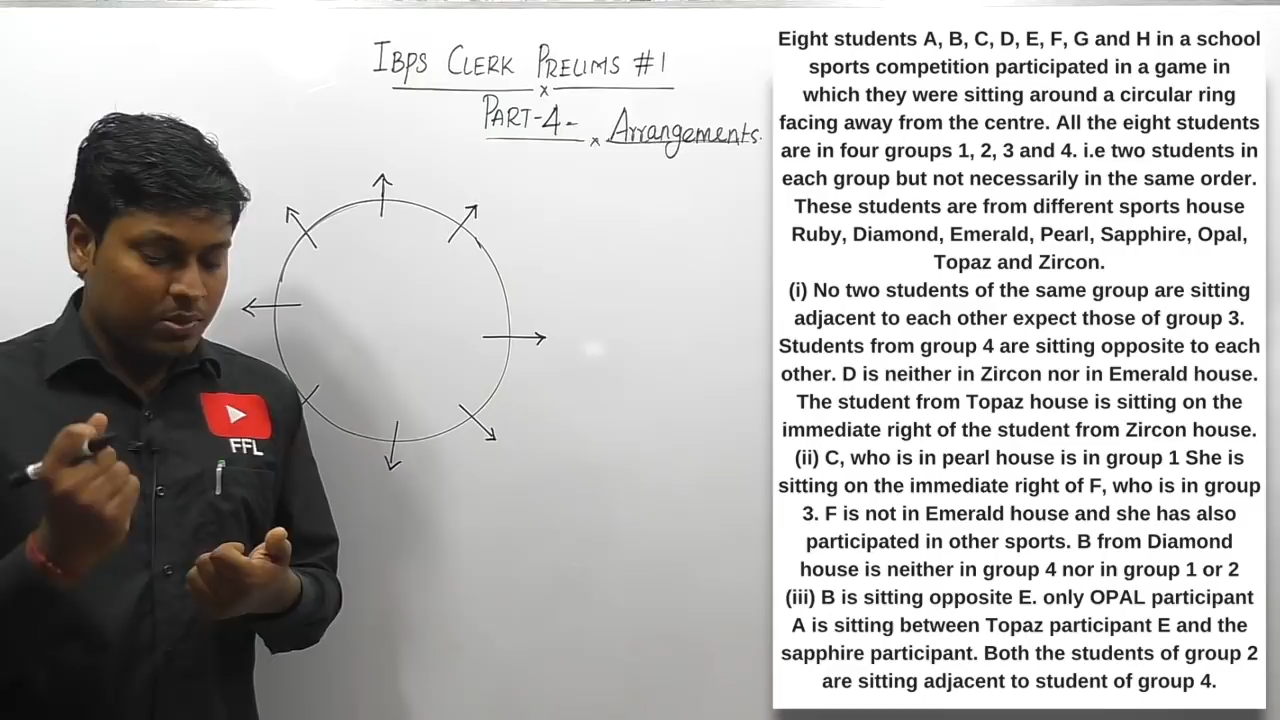 IBPS CLERK PRELIMS #1
x
PART-4-
x Arrangements.
FFL
Eight students A, B, C, D, E, F, G and H in a school
sports competition participated in a game in
which they were sitting around a circular ring
facing away from the centre. All the eight students
are in four groups 1, 2, 3 and 4. i.e two students in
each group but not necessarily in the same order.
These students are from different sports house
Ruby, Diamond, Emerald, Pearl, Sapphire, Opal,
Topaz and Zircon.
(i) No two students of the same group are sitting
adjacent to each other expect those of group 3.
Students from group 4 are sitting opposite to each
other. D is neither in Zircon nor in Emerald house.
The student from Topaz house is sitting on the
immediate right of the student from Zircon house.
(ii) C, who is in pearl house is in group 1 She is
sitting on the immediate right of F, who is in group
3. F is not in Emerald house and she has also
participated in other sports. B from Diamond
house is neither in group 4 nor in group 1 or 2
(iii) B is sitting opposite E. only OPAL participant
A is sitting between Topaz participant E and the
sapphire participant. Both the students of group 2
are sitting adjacent to student of group 4.